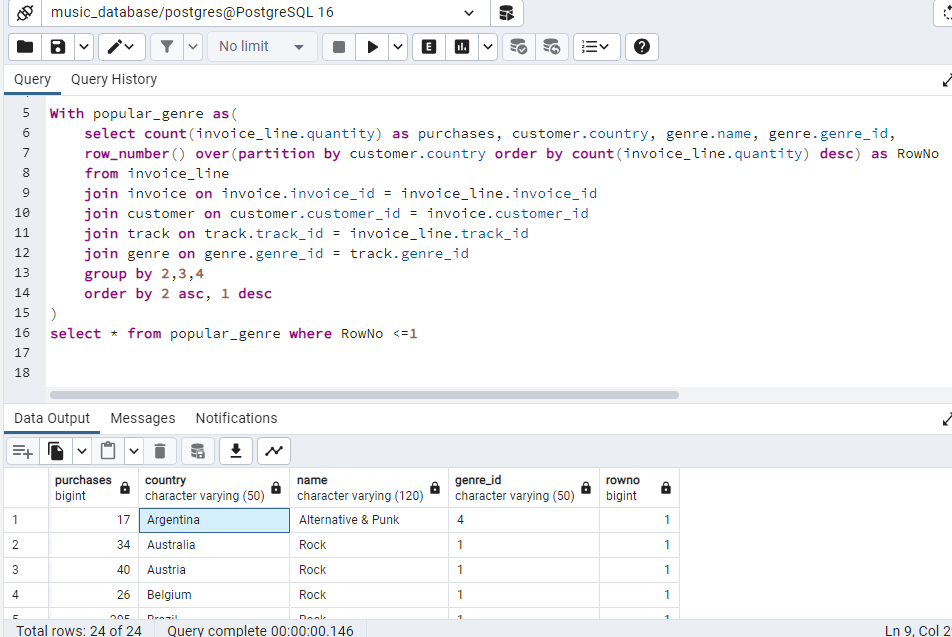 music_database/postgres@PostgreSQL 16
No limit
E
Query Query History
5 With popular_genre as(
6 select count(invoice_line.quantity) as purchases, customer.country, genre.name, genre.genre_id,
7 row_number() over(partition by customer.country order by count(invoice_line.quantity) desc) as RowNo
8 from invoice_line
9 join invoice on invoice.invoice_id = invoice_line.invoice_id
10 join customer on customer.customer_id = invoice.customer_id
11 join track on track.track_id = invoice_line.track_id
12 join genre on genre.genre_id = track.genre_id
13 group by 2,3,4
14 order by 2 asc, 1 desc
15 )
16 select * from popular_genre where RowNo <=1
17
18
Data Output Messages Notifications
purchases country name genre_id rowno
bigint character varying (50) character varying (120) character varying (50) bigint
1 17 Argentina Alternative & Punk 4 1
2 34 Australia Rock 1 1
3 40 Austria Rock 1 1
4 26 Belgium Rock 1 1
5 205 Brazil Rock 1 1
Total rows: 24 of 24 Query complete 00:00:00.146 Ln 9, Col 2